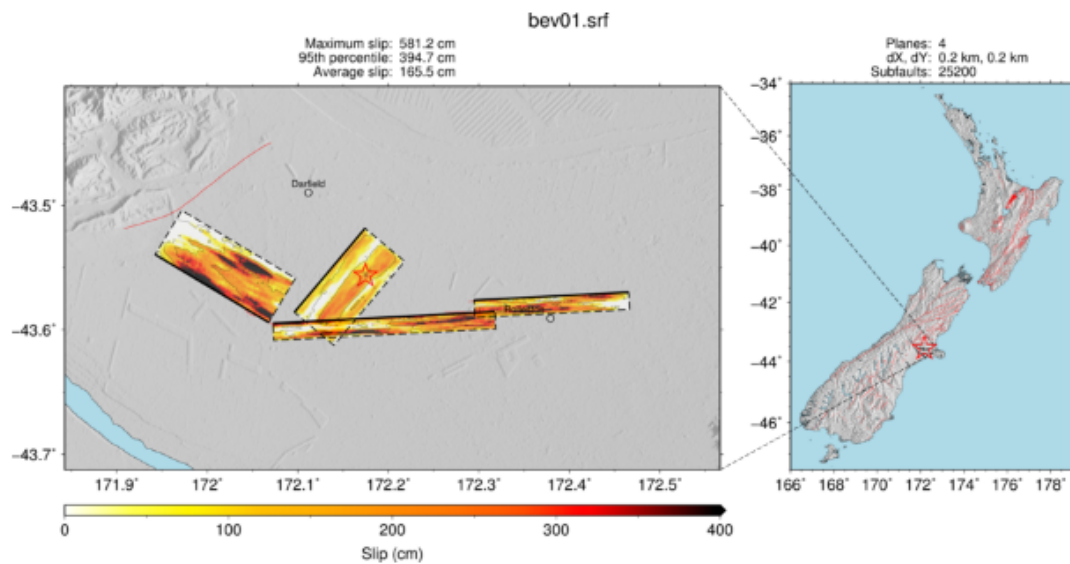 bev01.srf
Maximum slip: 581.2 cm
95th percentile: 394.7 cm
Average slip: 165.5 cm
Planes: 4
dX, dY: 0.2 km, 0.2 km
Subfaults: 25200
Darfield
−43.5˚
−43.6˚
−43.7˚
171.9˚ 172˚ 172.1˚ 172.2˚ 172.3˚ 172.4˚ 172.5˚
0 100 200 300 400
Slip (cm)
−34˚
−36˚
−38˚
−40˚
−42˚
−44˚
−46˚
166˚ 168˚ 170˚ 172˚ 174˚ 176˚ 178˚